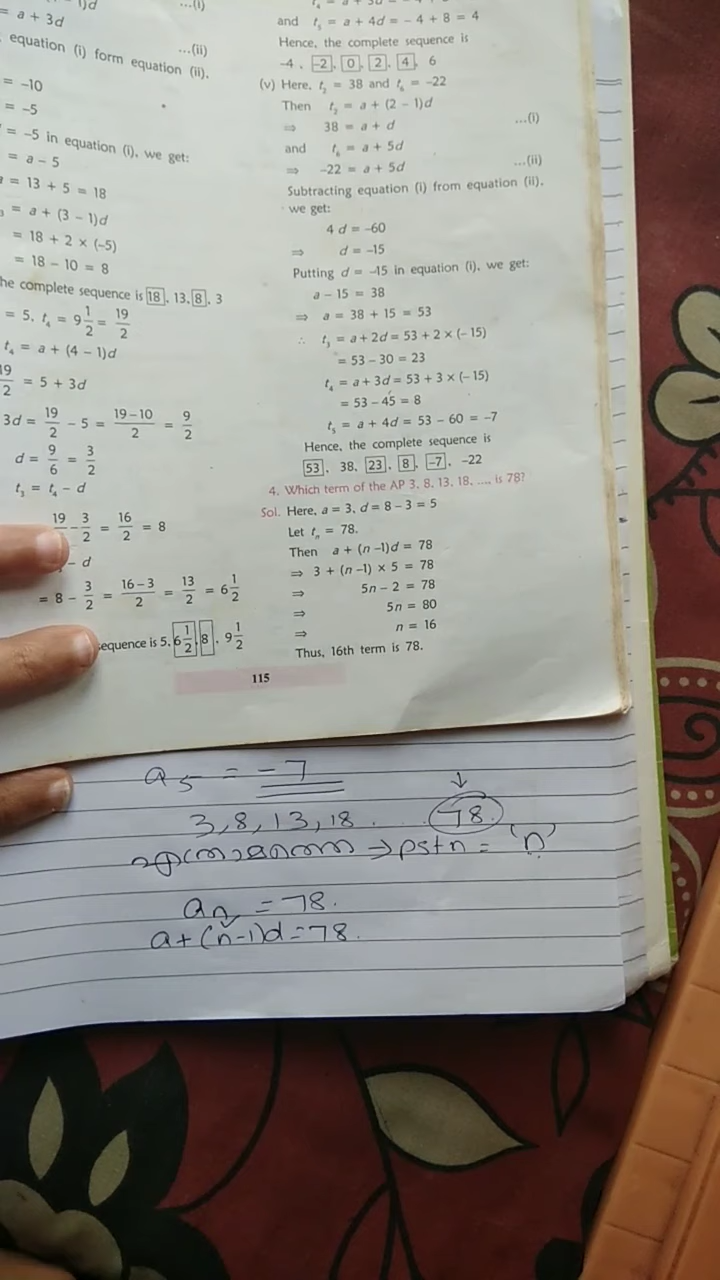 = a + 3d ...(i)
equation (i) form equation (ii). ...(ii)
= –10
= –5
= –5 in equation (i), we get:
= a – 5
= 13 + 5 = 18
= a + (3 – 1)d
= 18 + 2 × (–5)
= 18 – 10 = 8
he complete sequence is 18, 13, 8, 3
= 5, t₄ = 9 1/2 = 19/2
t₄ = a + (4 – 1)d
19/2 = 5 + 3d
3d = 19/2 – 5 = 19–10/2 = 9/2
d = 9/6 = 3/2
t₃ = t₄ – d
19/2 – 3/2 = 16/2 = 8
– d
= 8 – 3/2 = 16–3/2 = 13/2 = 6 1/2
sequence is 5, 6 1/2, 8, 9 1/2
and t₅ = a + 4d = – 4 + 8 = 4
Hence, the complete sequence is
-4, -2, 0, 2, 4, 6
(v) Here, t₂ = 38 and t₆ = –22
Then t₂ = a + (2 – 1)d
⇒ 38 = a + d ...(i)
and t₆ = a + 5d
⇒ -22 = a + 5d ...(ii)
Subtracting equation (i) from equation (ii),
we get:
4 d = –60
⇒ d = –15
Putting d = –15 in equation (i), we get:
a – 15 = 38
⇒ a = 38 + 15 = 53
∴ t₃ = a + 2d = 53 + 2 × (– 15)
= 53 – 30 = 23
t₄ = a + 3d = 53 + 3 × (– 15)
= 53 – 45 = 8
t₅ = a + 4d = 53 – 60 = –7
Hence, the complete sequence is
53, 38, 23, 8, -7, -22
4. Which term of the AP 3, 8, 13, 18, ..., is 78?
Sol. Here, a = 3, d = 8 – 3 = 5
Let tₙ = 78.
Then a + (n –1)d = 78
⇒ 3 + (n –1) × 5 = 78
⇒ 5n – 2 = 78
⇒ 5n = 80
⇒ n = 16
Thus, 16th term is 78.
115
a₅ = –7
3, 8, 13, 18 . . . 78.
→ pstn = 'n'
aₙ = 78.
a + (n–1)d = 78.